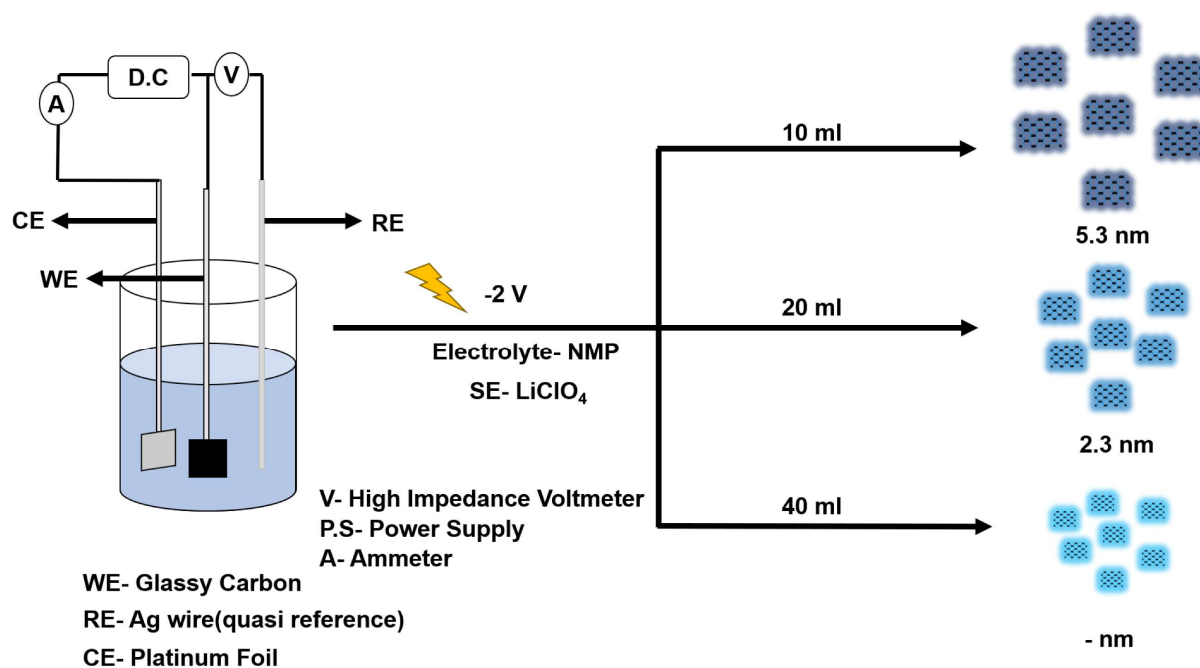 D.C
V
A
CE
RE
WE
-2 V
Electrolyte- NMP
SE- LiClO₄
10 ml
5.3 nm
20 ml
2.3 nm
40 ml
- nm
V- High Impedance Voltmeter
P.S- Power Supply
A- Ammeter
WE- Glassy Carbon
RE- Ag wire(quasi reference)
CE- Platinum Foil